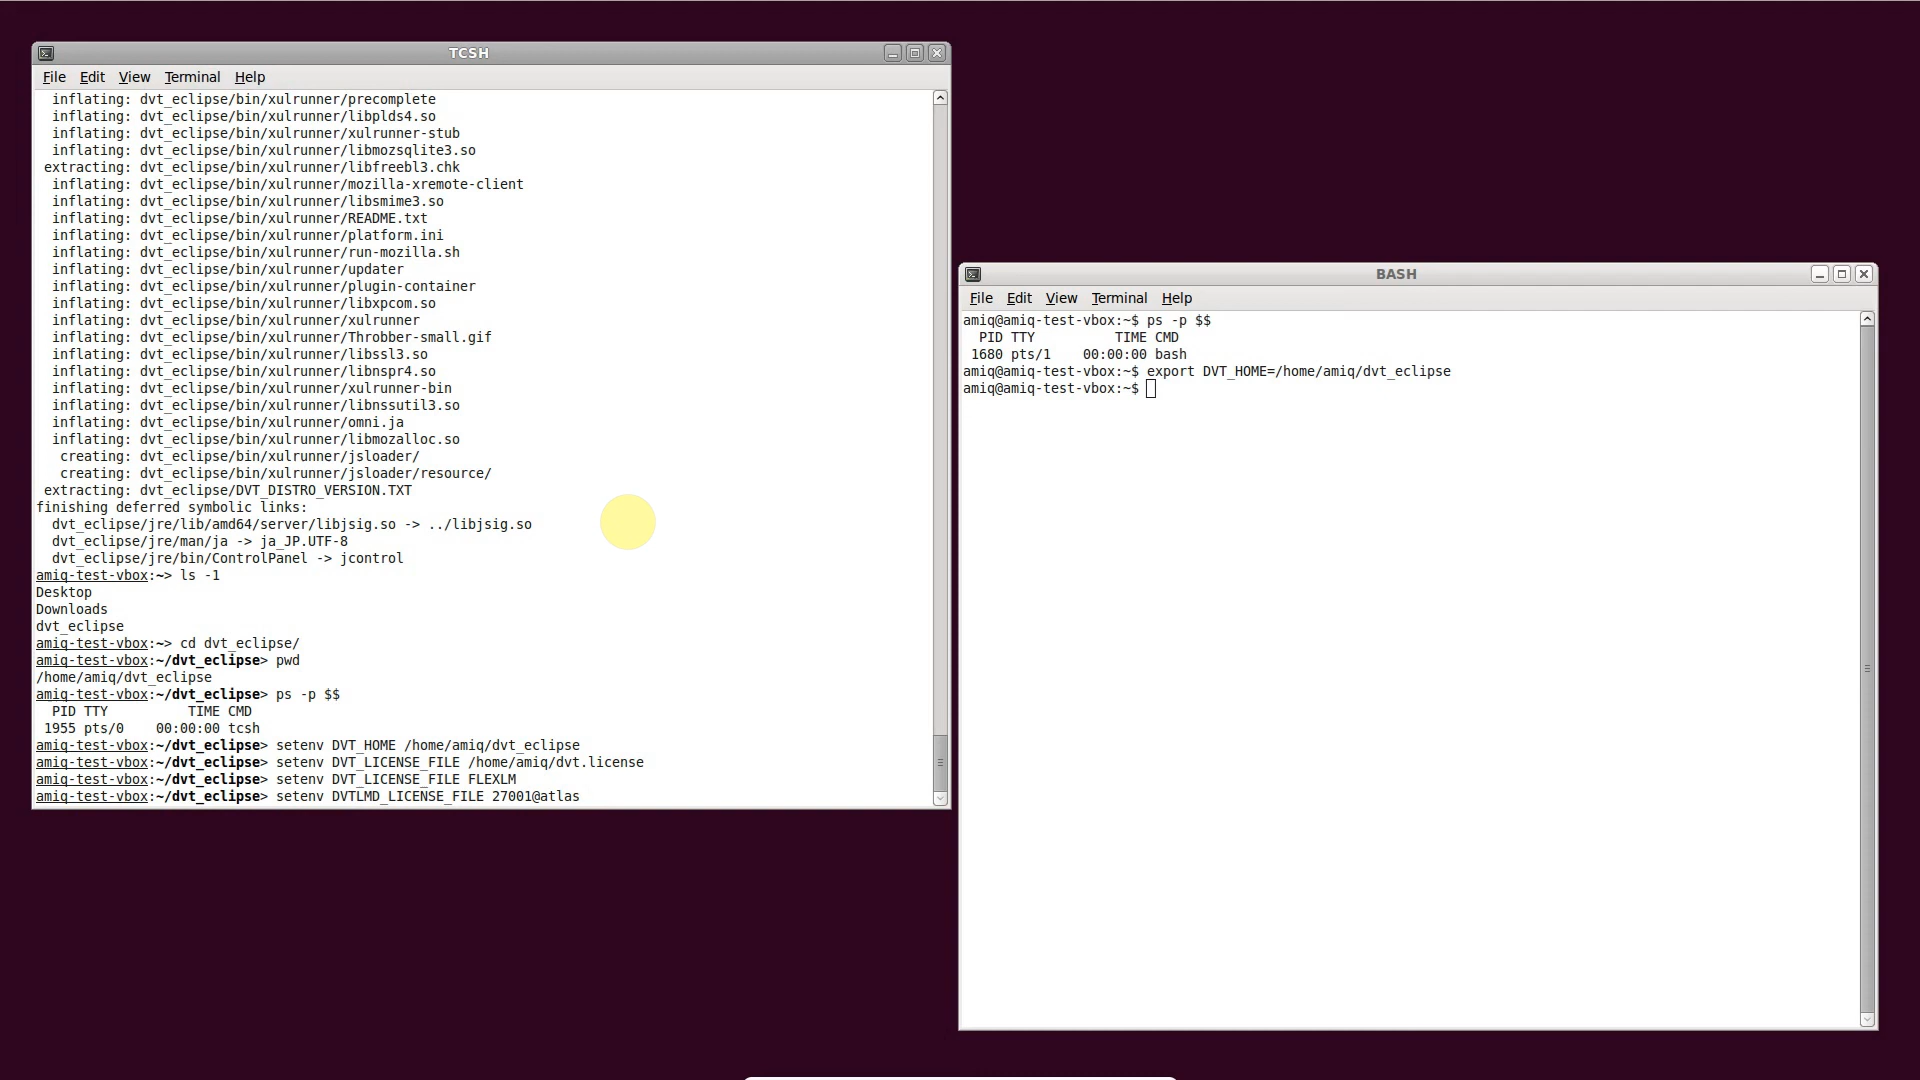 TCSH
File Edit View Terminal Help
inflating: dvt_eclipse/bin/xulrunner/precomplete
inflating: dvt_eclipse/bin/xulrunner/libplds4.so
inflating: dvt_eclipse/bin/xulrunner/xulrunner-stub
inflating: dvt_eclipse/bin/xulrunner/libmozsqlite3.so
extracting: dvt_eclipse/bin/xulrunner/libfreebl3.chk
inflating: dvt_eclipse/bin/xulrunner/mozilla-xremote-client
inflating: dvt_eclipse/bin/xulrunner/libsmime3.so
inflating: dvt_eclipse/bin/xulrunner/README.txt
inflating: dvt_eclipse/bin/xulrunner/platform.ini
inflating: dvt_eclipse/bin/xulrunner/run-mozilla.sh
inflating: dvt_eclipse/bin/xulrunner/updater
inflating: dvt_eclipse/bin/xulrunner/plugin-container
inflating: dvt_eclipse/bin/xulrunner/libxpcom.so
inflating: dvt_eclipse/bin/xulrunner/xulrunner
inflating: dvt_eclipse/bin/xulrunner/Throbber-small.gif
inflating: dvt_eclipse/bin/xulrunner/libssl3.so
inflating: dvt_eclipse/bin/xulrunner/libnspr4.so
inflating: dvt_eclipse/bin/xulrunner/xulrunner-bin
inflating: dvt_eclipse/bin/xulrunner/libnssutil3.so
inflating: dvt_eclipse/bin/xulrunner/omni.ja
inflating: dvt_eclipse/bin/xulrunner/libmozalloc.so
creating: dvt_eclipse/bin/xulrunner/jsloader/
creating: dvt_eclipse/bin/xulrunner/jsloader/resource/
extracting: dvt_eclipse/DVT_DISTRO_VERSION.TXT
finishing deferred symbolic links:
dvt_eclipse/jre/lib/amd64/server/libjsig.so -> ../libjsig.so
dvt_eclipse/jre/man/ja -> ja_JP.UTF-8
dvt_eclipse/jre/bin/ControlPanel -> jcontrol
amiq-test-vbox:~> ls -1
Desktop
Downloads
dvt_eclipse
amiq-test-vbox:~> cd dvt_eclipse/
amiq-test-vbox:~/dvt_eclipse> pwd
/home/amiq/dvt_eclipse
amiq-test-vbox:~/dvt_eclipse> ps -p $$
PID TTY TIME CMD
1955 pts/0 00:00:00 tcsh
amiq-test-vbox:~/dvt_eclipse> setenv DVT_HOME /home/amiq/dvt_eclipse
amiq-test-vbox:~/dvt_eclipse> setenv DVT_LICENSE_FILE /home/amiq/dvt.license
amiq-test-vbox:~/dvt_eclipse> setenv DVT_LICENSE_FILE FLEXLM
amiq-test-vbox:~/dvt_eclipse> setenv DVTLMD_LICENSE_FILE 27001@atlas
BASH
File Edit View Terminal Help
amiq@amiq-test-vbox:~$ ps -p $$
PID TTY TIME CMD
1680 pts/1 00:00:00 bash
amiq@amiq-test-vbox:~$ export DVT_HOME=/home/amiq/dvt_eclipse
amiq@amiq-test-vbox:~$